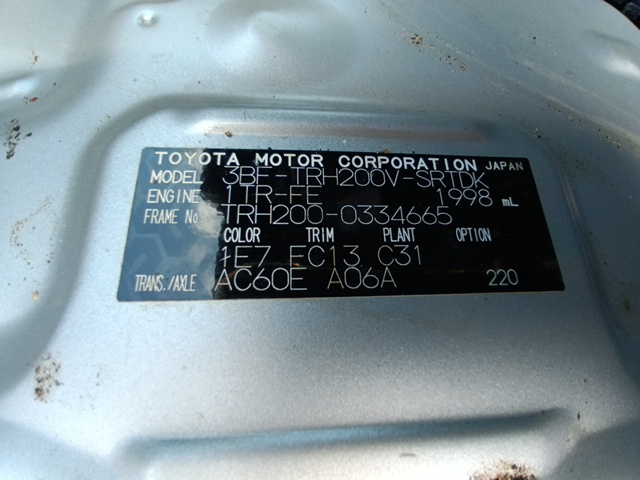 TOYOTA MOTOR CORPORATION JAPAN
MODEL 3BF-TRH200V-SRTDK
ENGINE 1TR-FE 1998 mL
FRAME No. TRH200-0334665
COLOR TRIM PLANT OPTION
1E7 EC13 C31
TRANS./AXLE AC60E A06A 220